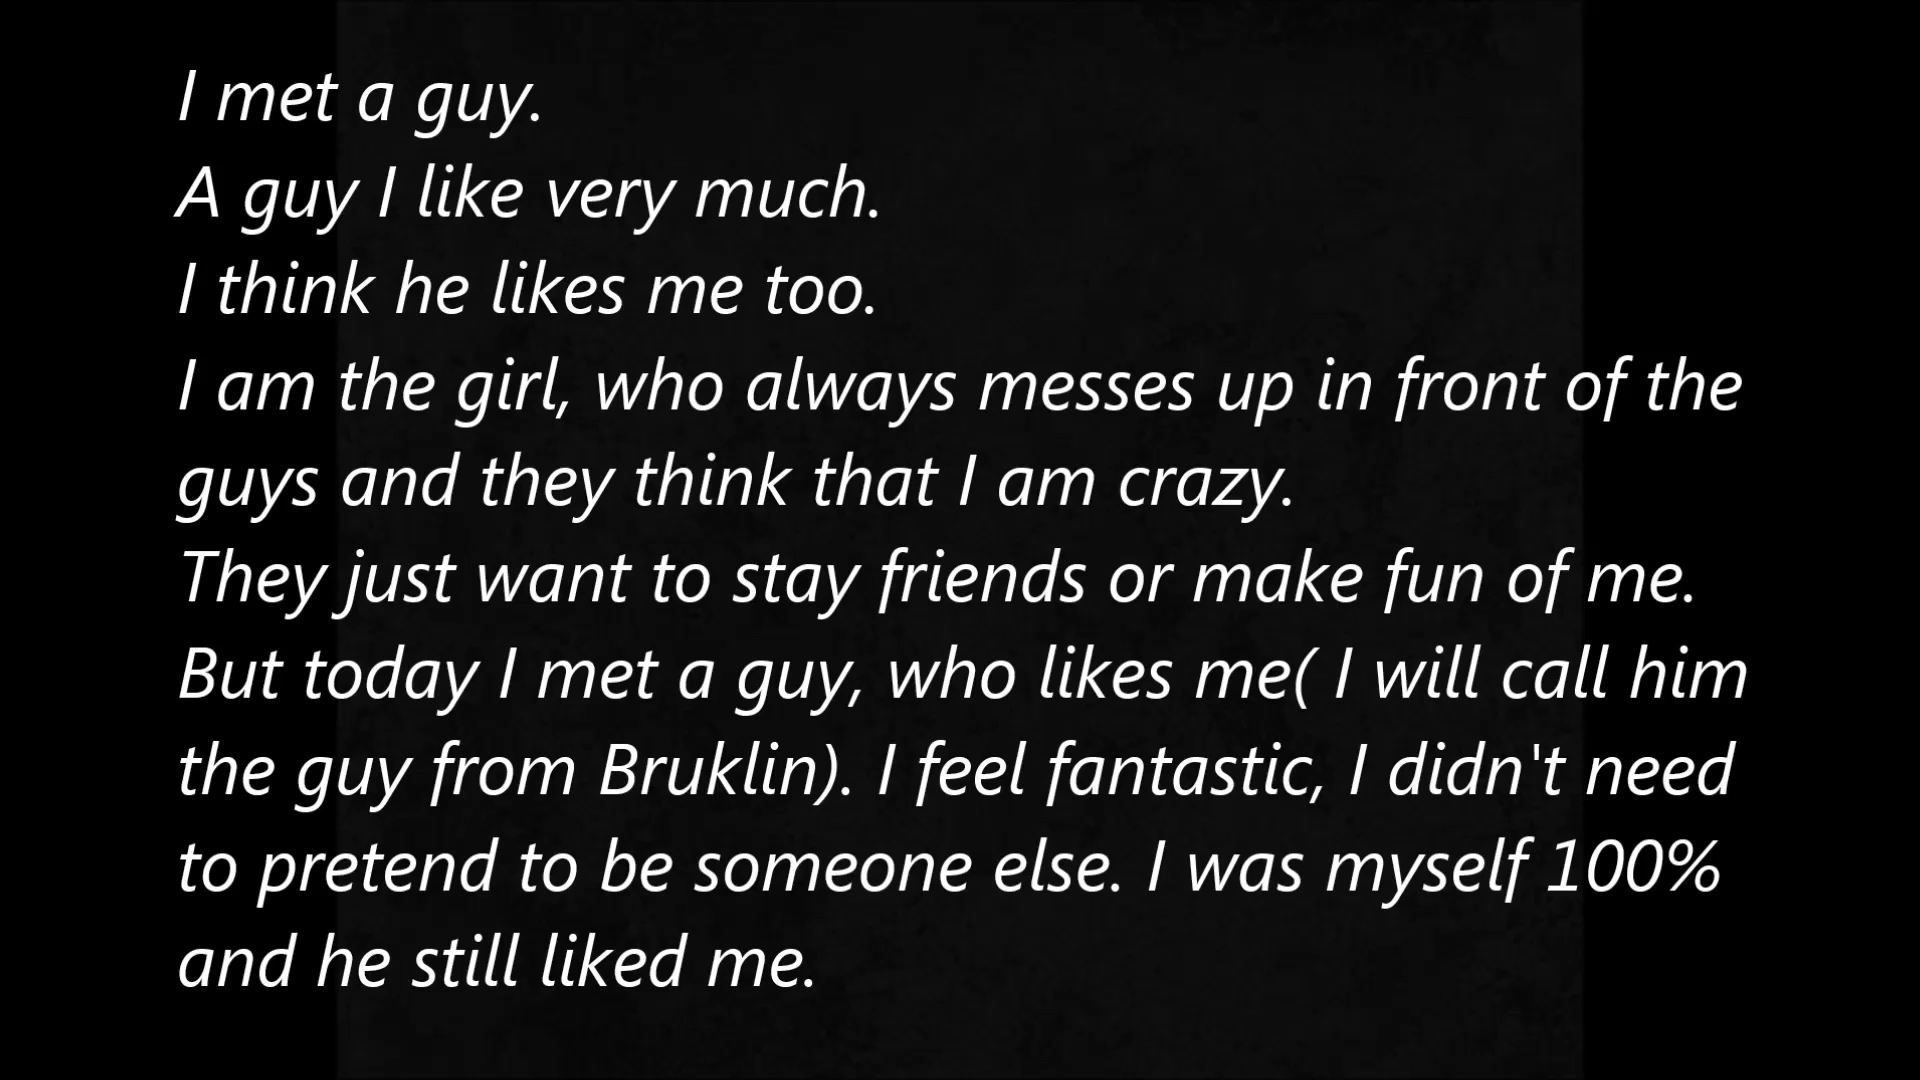 I met a guy.
A guy I like very much.
I think he likes me too.
I am the girl, who always messes up in front of the
guys and they think that I am crazy.
They just want to stay friends or make fun of me.
But today I met a guy, who likes me( I will call him
the guy from Bruklin). I feel fantastic, I didn't need
to pretend to be someone else. I was myself 100%
and he still liked me.